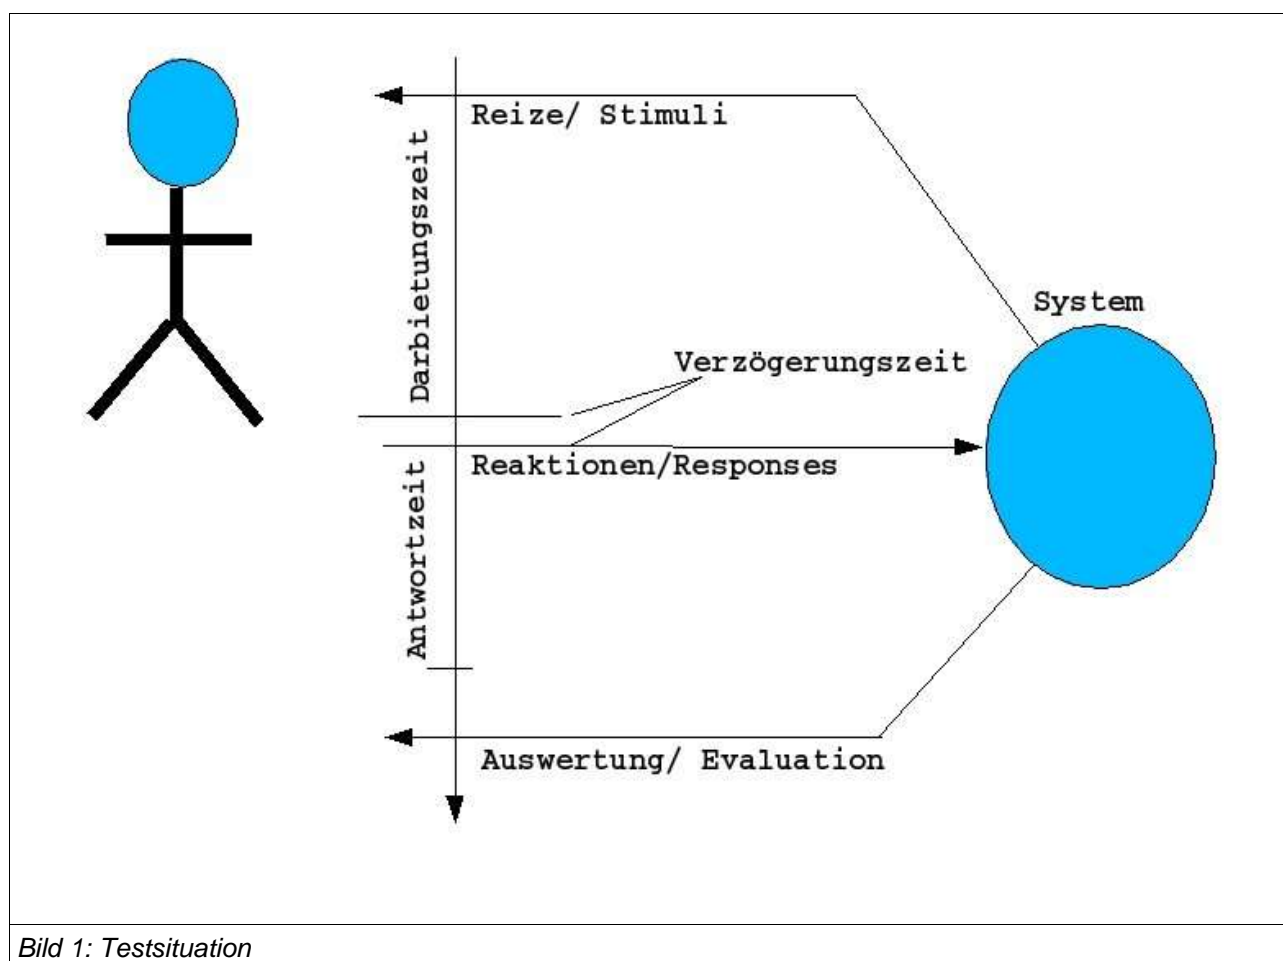 Reize/ Stimuli
Darbietungszeit
System
Verzögerungszeit
Reaktionen/Responses
Antwortzeit
Auswertung/ Evaluation
Bild 1: Testsituation